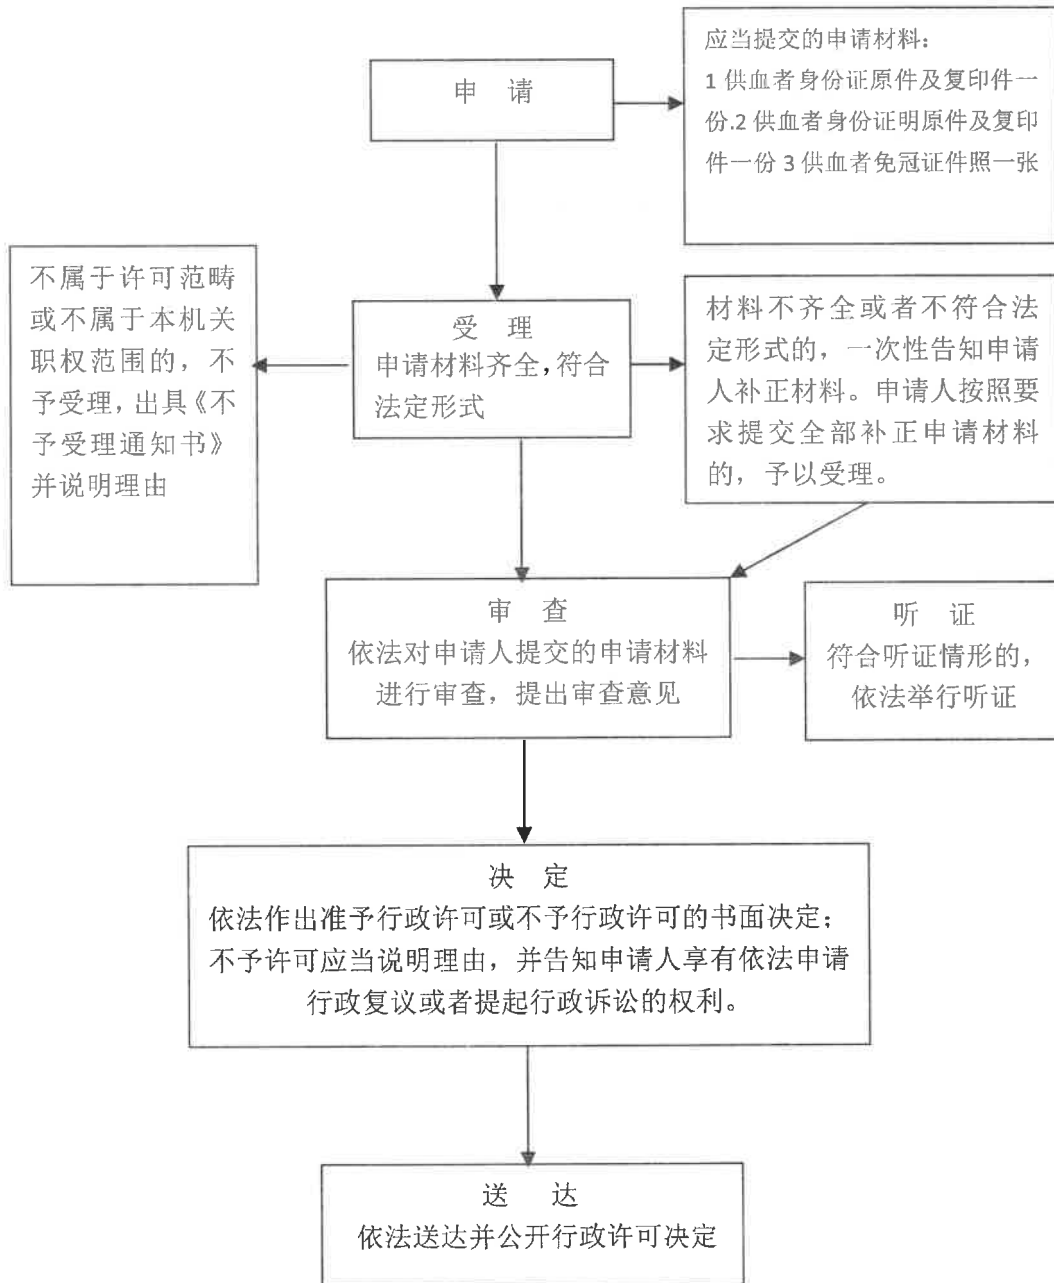 申 请
应当提交的申请材料：
1 供血者身份证原件及复印件一
份.2 供血者身份证明原件及复印
件一份 3 供血者免冠证件照一张
不属于许可范畴
或不属于本机关
职权范围的，不
予受理，出具《不
予受理通知书》
并说明理由
受 理
申请材料齐全，符合
法定形式
材料不齐全或者不符合法
定形式的，一次性告知申请
人补正材料。申请人按照要
求提交全部补正申请材料
的，予以受理。
审 查
依法对申请人提交的申请材料
进行审查，提出审查意见
听 证
符合听证情形的，
依法举行听证
决 定
依法作出准予行政许可或不予行政许可的书面决定；
不予许可应当说明理由，并告知申请人享有依法申请
行政复议或者提起行政诉讼的权利。
送 达
依法送达并公开行政许可决定